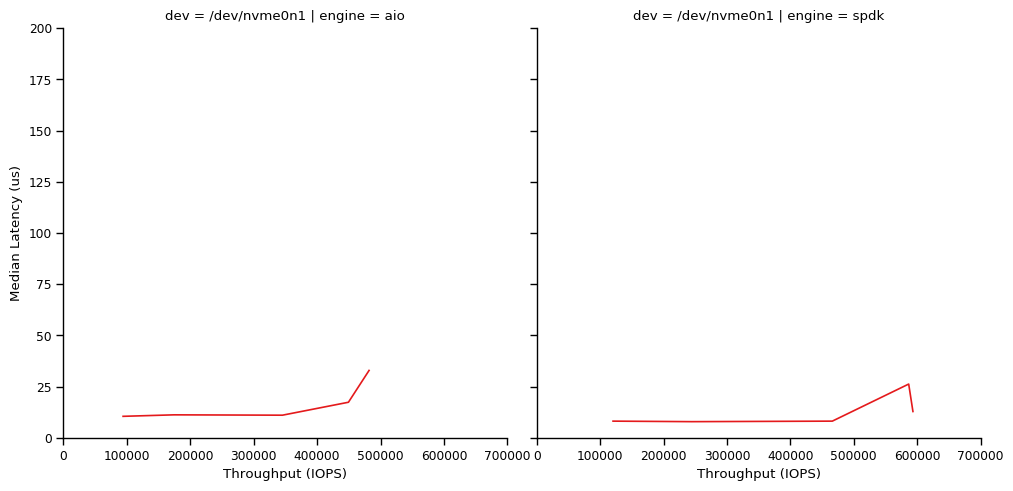 dev = /dev/nvme0n1 | engine = aio
dev = /dev/nvme0n1 | engine = spdk
200
175
150
125
100
75
50
25
0
Median Latency (us)
0 100000 200000 300000 400000 500000 600000 700000
0 100000 200000 300000 400000 500000 600000 700000
Throughput (IOPS)
Throughput (IOPS)